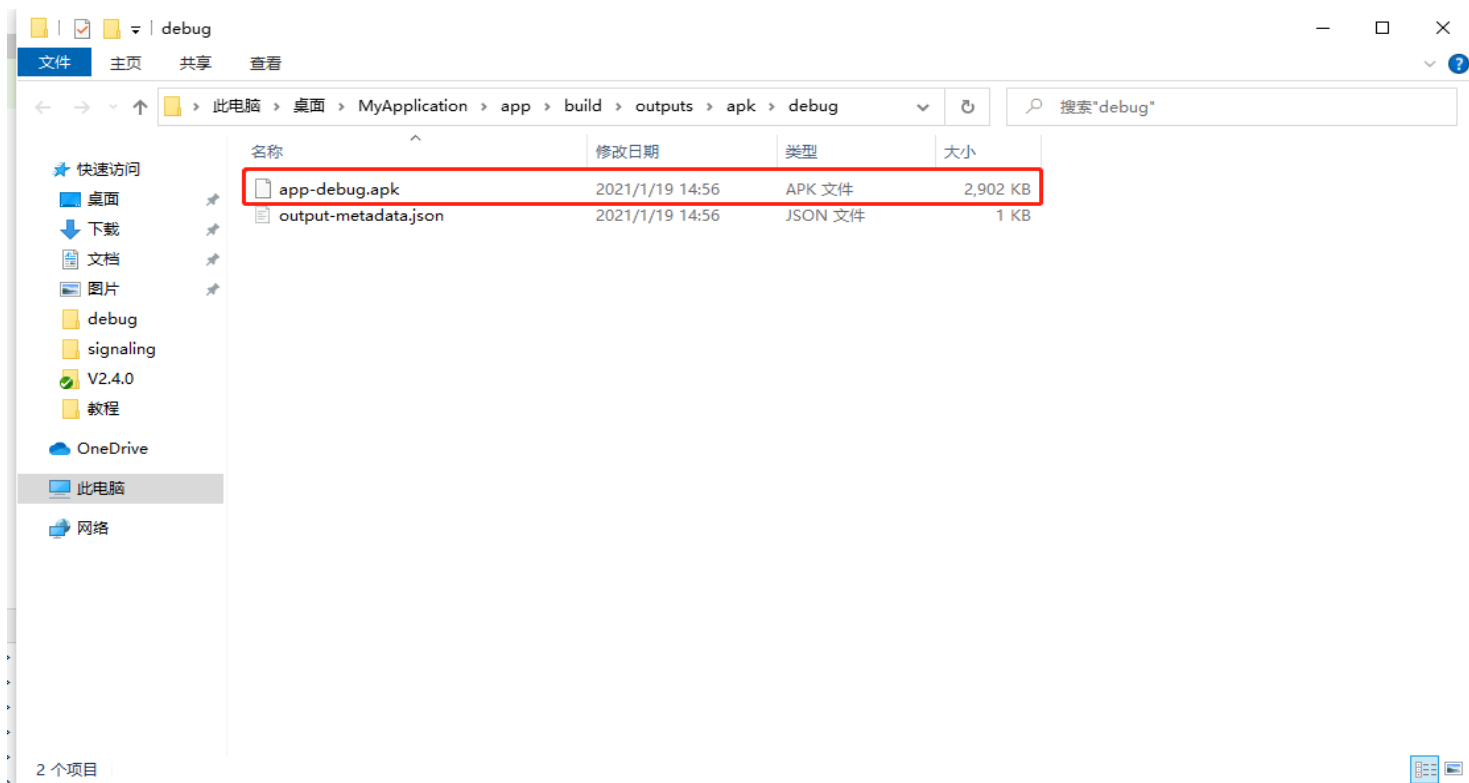 debug
文件 主页 共享 查看 ?
此电脑 › 桌面 › MyApplication › app › build › outputs › apk › debug 搜索"debug"
名称 修改日期 类型 大小
快速访问
app-debug.apk 2021/1/19 14:56 APK 文件 2,902 KB
桌面
output-metadata.json 2021/1/19 14:56 JSON 文件 1 KB
下载
文档
图片
debug
signaling
V2.4.0
教程
OneDrive
此电脑
网络
2 个项目